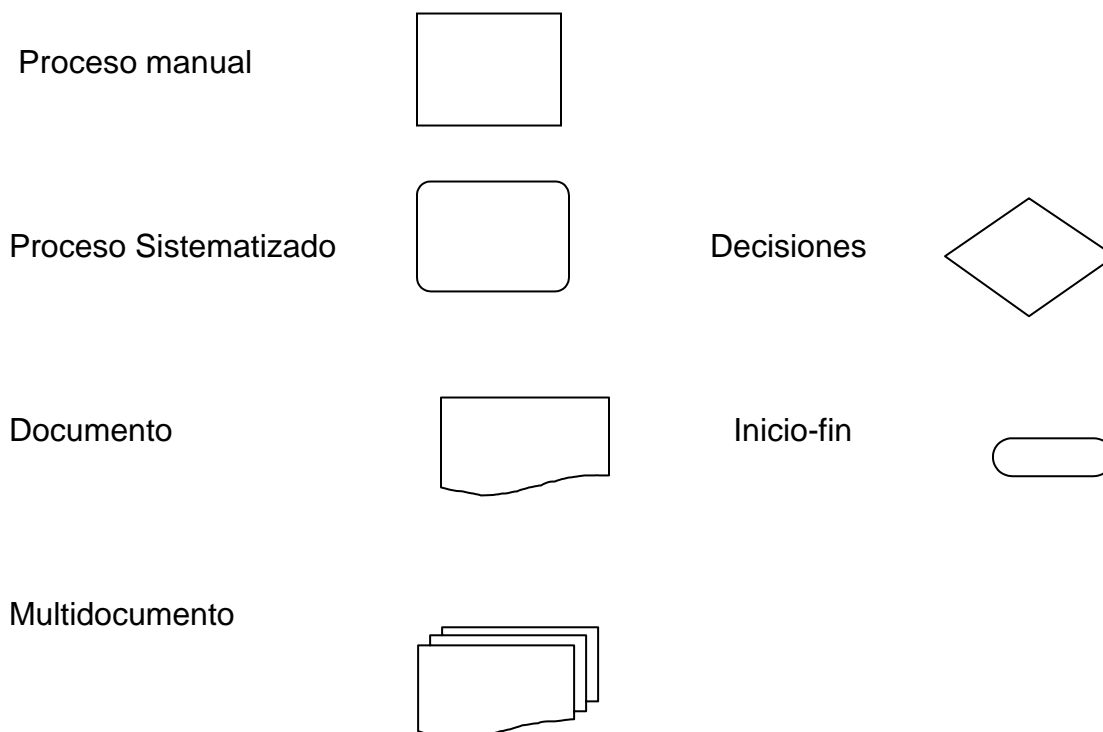 Proceso manual
Proceso Sistematizado
Decisiones
Documento
Inicio-fin
Multidocumento